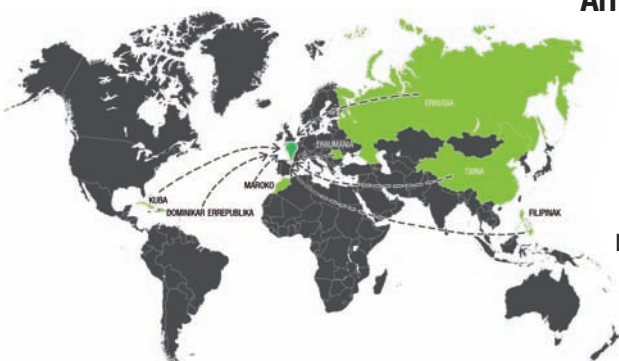 ERRUSIA
ERRUMANIA
TXINA
MAROKO
KUBA
DOMINIKAR ERREPUBLIKA
FILIPINAK